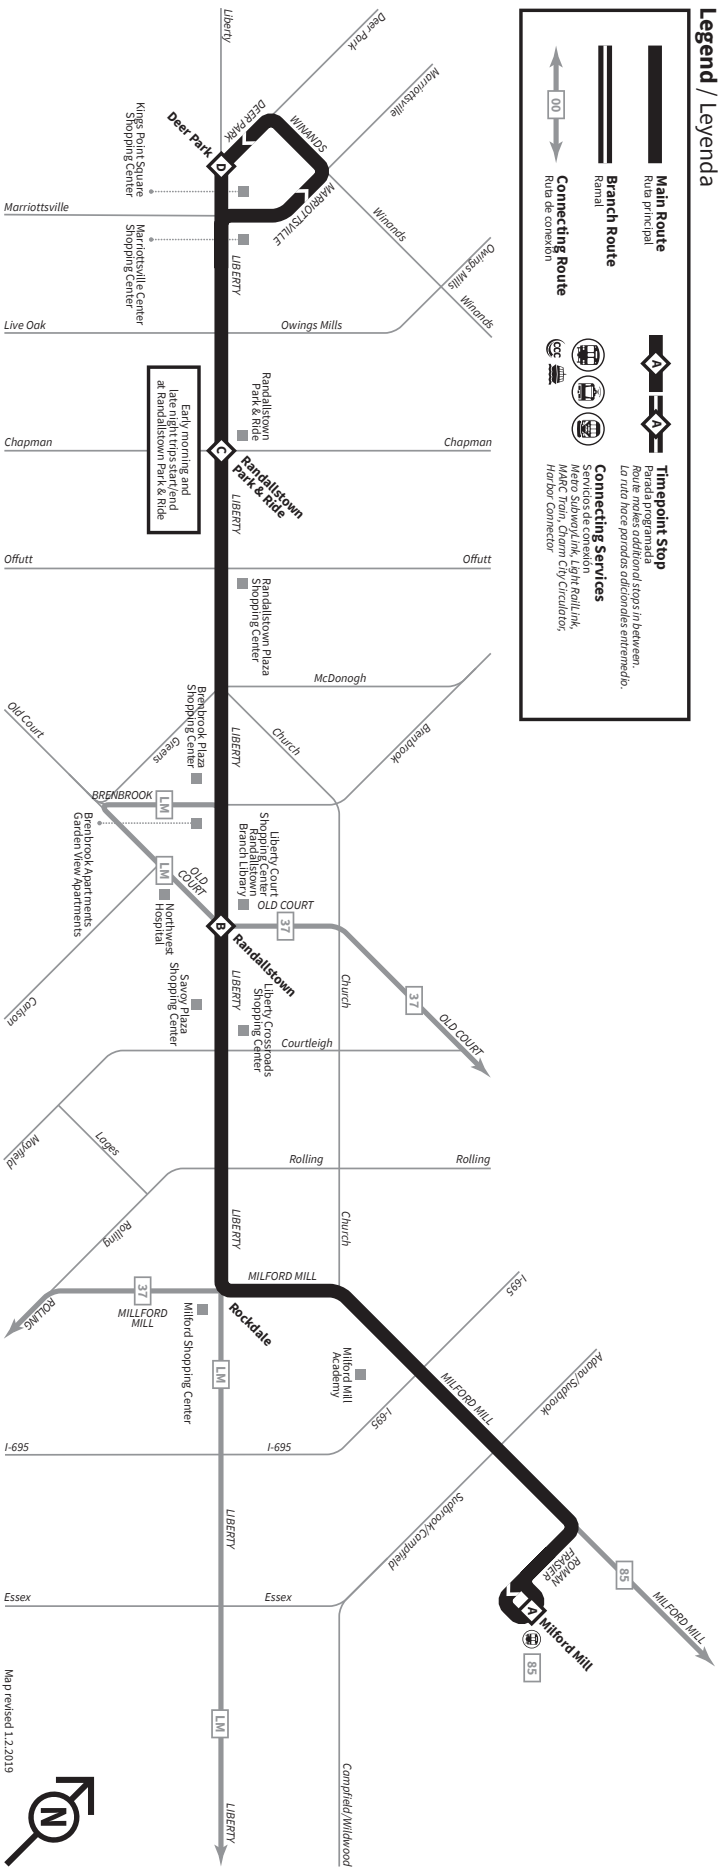 Legend / Leyenda
Main Route
Ruta principal
Branch Route
Ramal
00
Connecting Route
Ruta de conexión
A
A
Timepoint Stop
Parada programada
Route makes additional stops in between.
La ruta hace paradas adicionales entremedio.
CCC
Connecting Services
Servicios de conexión
Metro SubwayLink, Light RailLink,
MARC Train, Charm City Circulator,
Harbor Connector
Liberty
Deer Park
Marriottsville
DEER PARK
WINANDS
MARRIOTTSVILLE
Winands
Owings Mills
Winands
Deer Park
D
Kings Point Square
Shopping Center
Marriottsville
Marriottsville Center
Shopping Center
LIBERTY
Live Oak
Owings Mills
Randallstown
Park & Ride
Early morning and
late night trips start/end
at Randallstown Park & Ride
Chapman
C
Chapman
Randallstown
Park & Ride
LIBERTY
Offutt
Offutt
Randallstown Plaza
Shopping Center
McDonogh
Brenbrook
Church
LIBERTY
Old Court
Greens
Brenbrook Plaza
Shopping Center
BRENBROOK
LM
Brenbrook Apartments
Garden View Apartments
LM
OLD
COURT
Northwest
Hospital
Liberty Court
Shopping Center
Randallstown
Branch Library
OLD COURT
37
B
Randallstown
Church
37
OLD COURT
Carlson
Savoy Plaza
Shopping Center
LIBERTY
Liberty Crossroads
Shopping Center
Courtleigh
Mayfield
Lages
Rolling
Rolling
Rolling
LIBERTY
Church
MILFORD MILL
Rockdale
ROLLING
37
MILLFORD
MILL
Milford Shopping Center
LM
Milford Mill
Academy
I-695
I-695
MILFORD MILL
Adana/Sudbrook
I-695
I-695
Sudbrook/Campfield
LIBERTY
ROMAN
FRASIER
85
MILFORD MILL
A
Milford Mill
85
Essex
Essex
LM
LIBERTY
Campfield/Wildwood
Map revised 1.2.2019
N